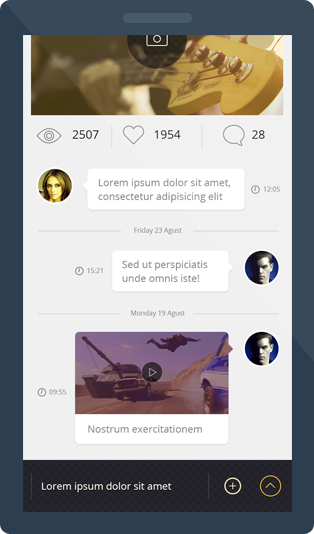 2507 1954 28
Lorem ipsum dolor sit amet,
consectetur adipisicing elit
12:05
Friday 23 Agust
15:21
Sed ut perspiciatis
unde omnis iste!
Monday 19 Agust
09:55
Nostrum exercitationem
Lorem ipsum dolor sit amet